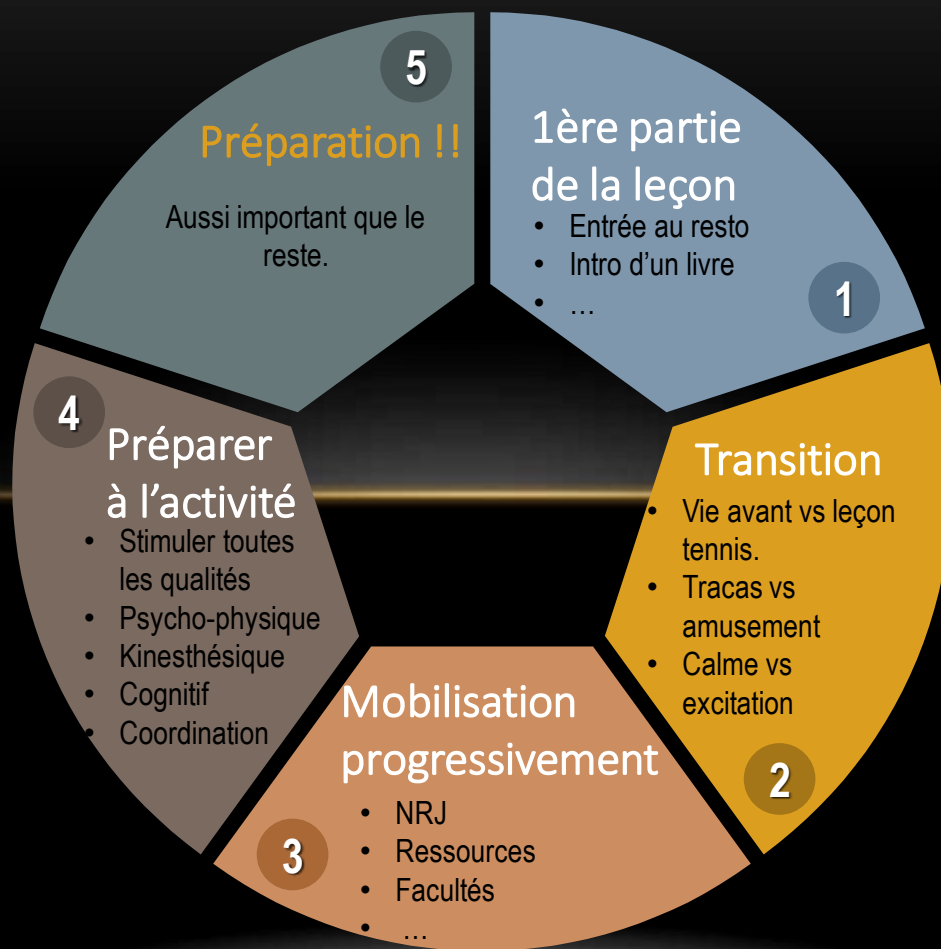 1
1ère partie
de la leçon
• Entrée au resto
• Intro d’un livre
• …
2
Transition
• Vie avant vs leçon
tennis.
• Tracas vs
amusement
• Calme vs
excitation
3
Mobilisation
progressivement
• NRJ
• Ressources
• Facultés
• …
4
Préparer
à l’activité
• Stimuler toutes
les qualités
• Psycho-physique
• Kinesthésique
• Cognitif
• Coordination
5
Préparation !!
Aussi important que le
reste.